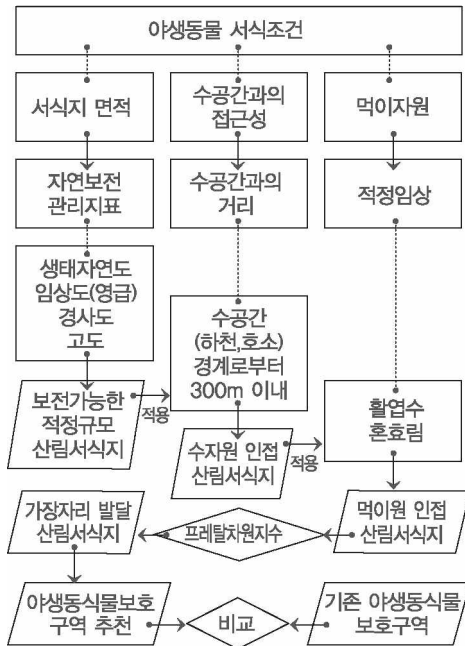 야생동물 서식조건
서식지 면적
수공간과의
접근성
먹이자원
자연보전
관리지표
수공간과의
거리
적정임상
생태자연도
임상도(영급)
경사도
고도
수공간
(하천,호소)
경계로부터
300m 이내
활엽수
혼효림
보전가능한
적정규모
산림서식지
적용
수자원 인접
산림서식지
적용
가장자리 발달
산림서식지
프레탈차원지수
먹이원 인접
산림서식지
야생동식물보호
구역 추천
비교
기존 야생동식물
보호구역